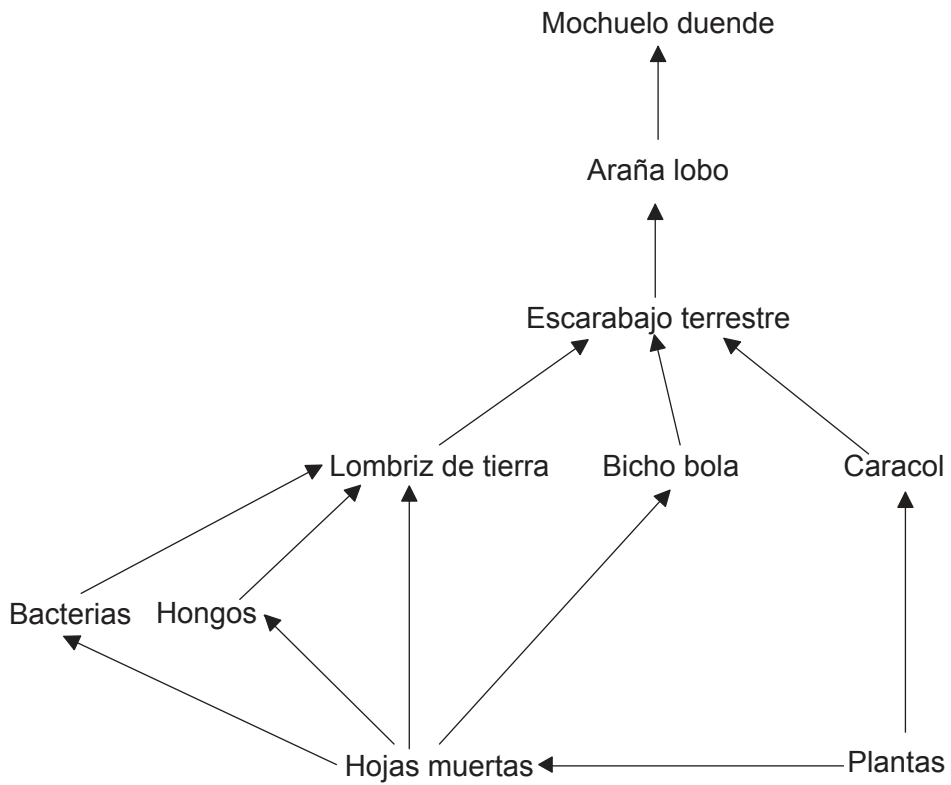 Mochuelo duende
Araña lobo
Escarabajo terrestre
Lombriz de tierra
Bicho bola
Caracol
Bacterias
Hongos
Hojas muertas
Plantas